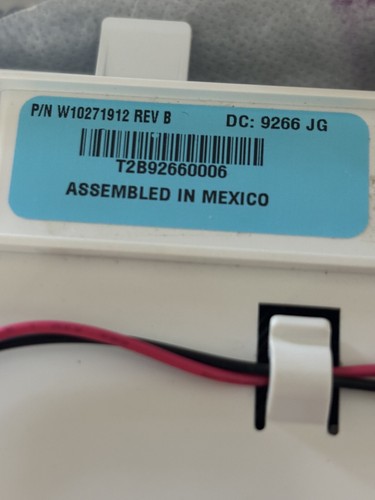 P/N W10271912 REV B DC: 9266 JG
T2B92660006
ASSEMBLED IN MEXICO